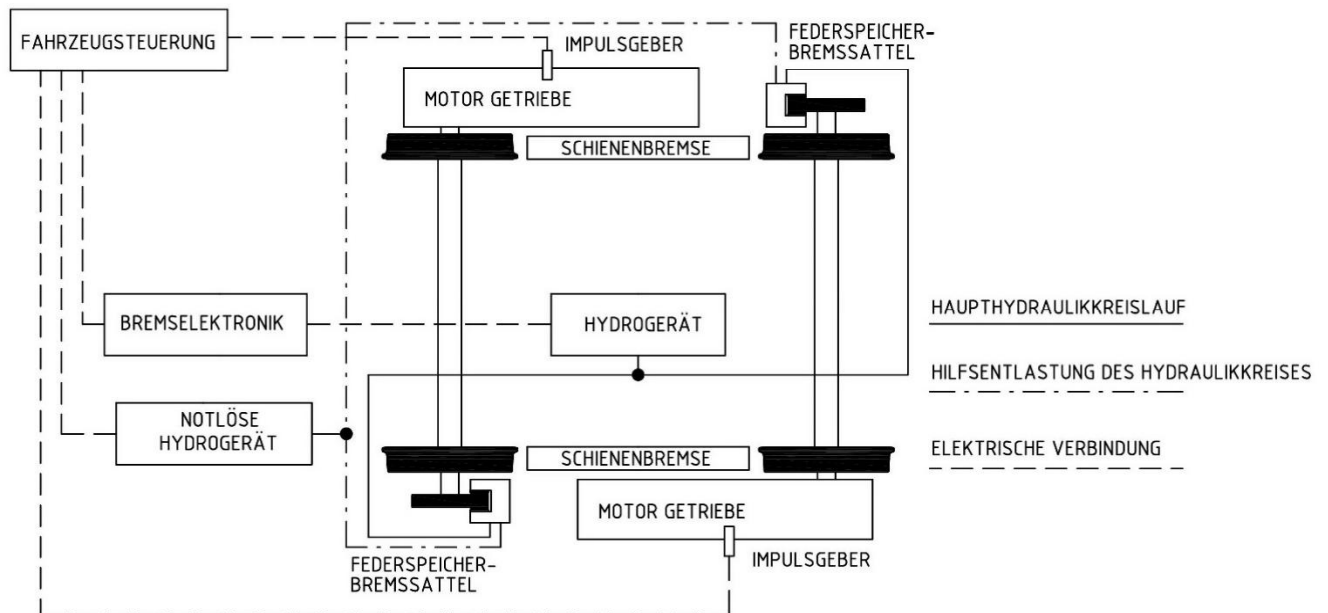 FAHRZEUGSTEUERUNG
IMPULSGEBER
FEDERSPEICHER-
BREMSSATTEL
MOTOR GETRIEBE
SCHIENENBREMSE
BREMSELEKTRONIK
HYDROGERÄT
HAUPTHYDRAULIKKREISLAUF
HILFSENTLASTUNG DES HYDRAULIKKREISES
NOTLÖSE
HYDROGERÄT
ELEKTRISCHE VERBINDUNG
SCHIENENBREMSE
MOTOR GETRIEBE
IMPULSGEBER
FEDERSPEICHER-
BREMSSATTEL